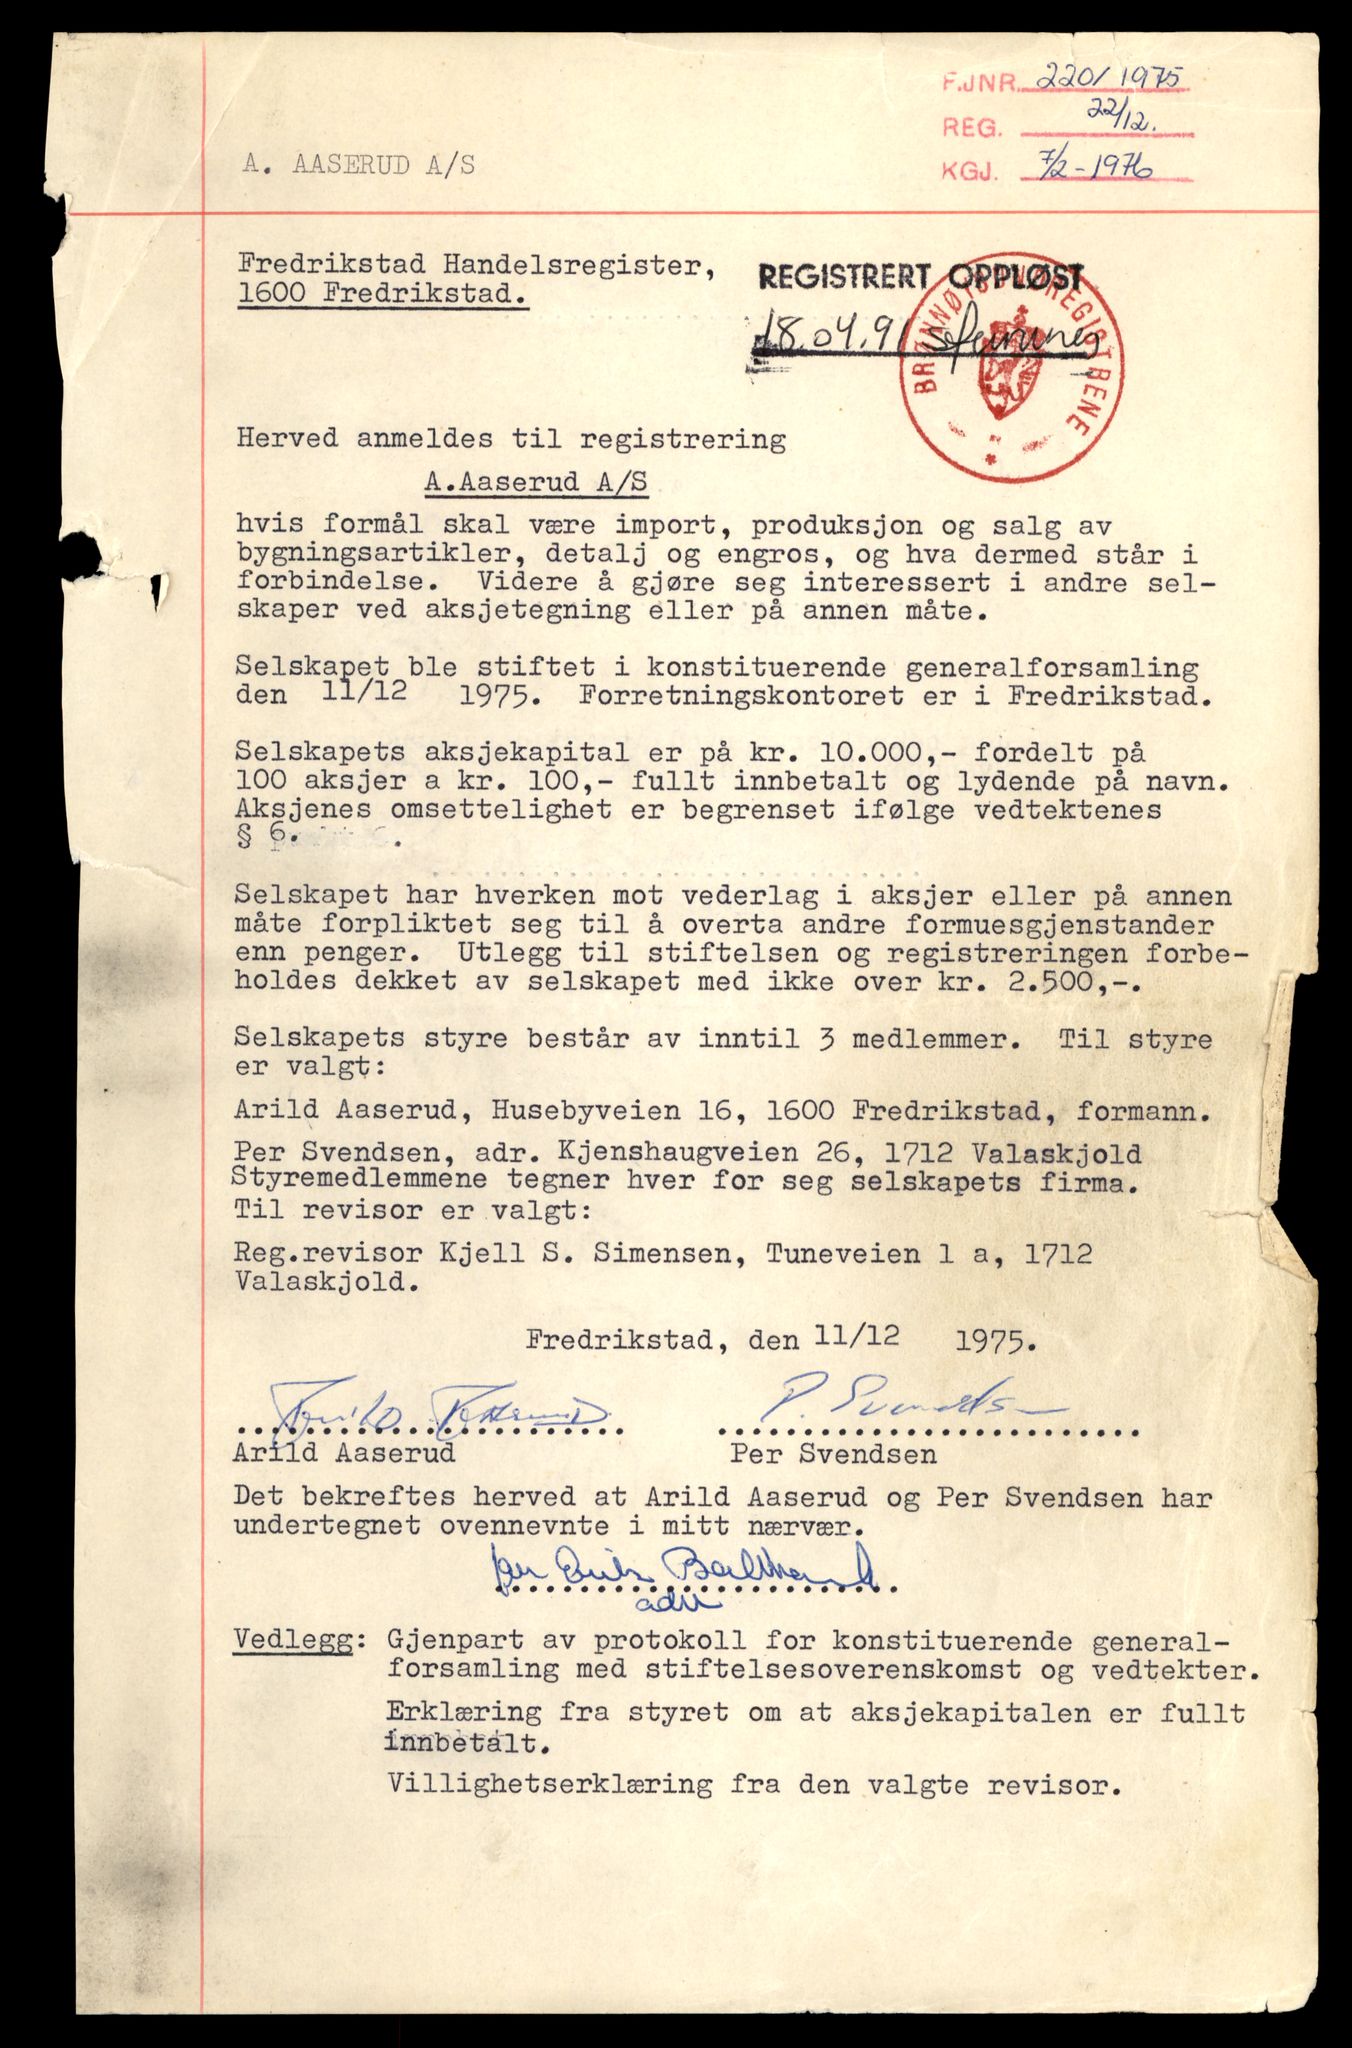 F.JNR. 220/1975
REG. 22/12.
KGJ. 7/2-1976
A. AASERUD A/S
Fredrikstad Handelsregister,
1600 Fredrikstad.
REGISTRERT OPPLØST
18.04.91
BRØNNØYSUNDREGISTRENE
Herved anmeldes til registrering
A.Aaserud A/S
hvis formål skal være import, produksjon og salg av
bygningsartikler, detalj og engros, og hva dermed står i
forbindelse. Videre å gjøre seg interessert i andre sel-
skaper ved aksjetegning eller på annen måte.
Selskapet ble stiftet i konstituerende generalforsamling
den 11/12 1975. Forretningskontoret er i Fredrikstad.
Selskapets aksjekapital er på kr. 10.000,- fordelt på
100 aksjer a kr. 100,- fullt innbetalt og lydende på navn.
Aksjenes omsettelighet er begrenset ifølge vedtektenes
§ 6. .
Selskapet har hverken mot vederlag i aksjer eller på annen
måte forpliktet seg til å overta andre formuesgjenstander
enn penger. Utlegg til stiftelsen og registreringen forbe-
holdes dekket av selskapet med ikke over kr. 2.500,-.
Selskapets styre består av inntil 3 medlemmer. Til styre
er valgt:
Arild Aaserud, Husebyveien 16, 1600 Fredrikstad, formann.
Per Svendsen, adr. Kjenshaugveien 26, 1712 Valaskjold
Styremedlemmene tegner hver for seg selskapets firma.
Til revisor er valgt:
Reg.revisor Kjell S. Simensen, Tuneveien 1 a, 1712
Valaskjold.
Fredrikstad, den 11/12 1975.
Arild Aaserud P. Svendsen
Arild Aaserud Per Svendsen
Det bekreftes herved at Arild Aaserud og Per Svendsen har
undertegnet ovennevnte i mitt nærvær.
adv
Vedlegg: Gjenpart av protokoll for konstituerende general-
forsamling med stiftelsesoverenskomst og vedtekter.
Erklæring fra styret om at aksjekapitalen er fullt
innbetalt.
Villighetserklæring fra den valgte revisor.